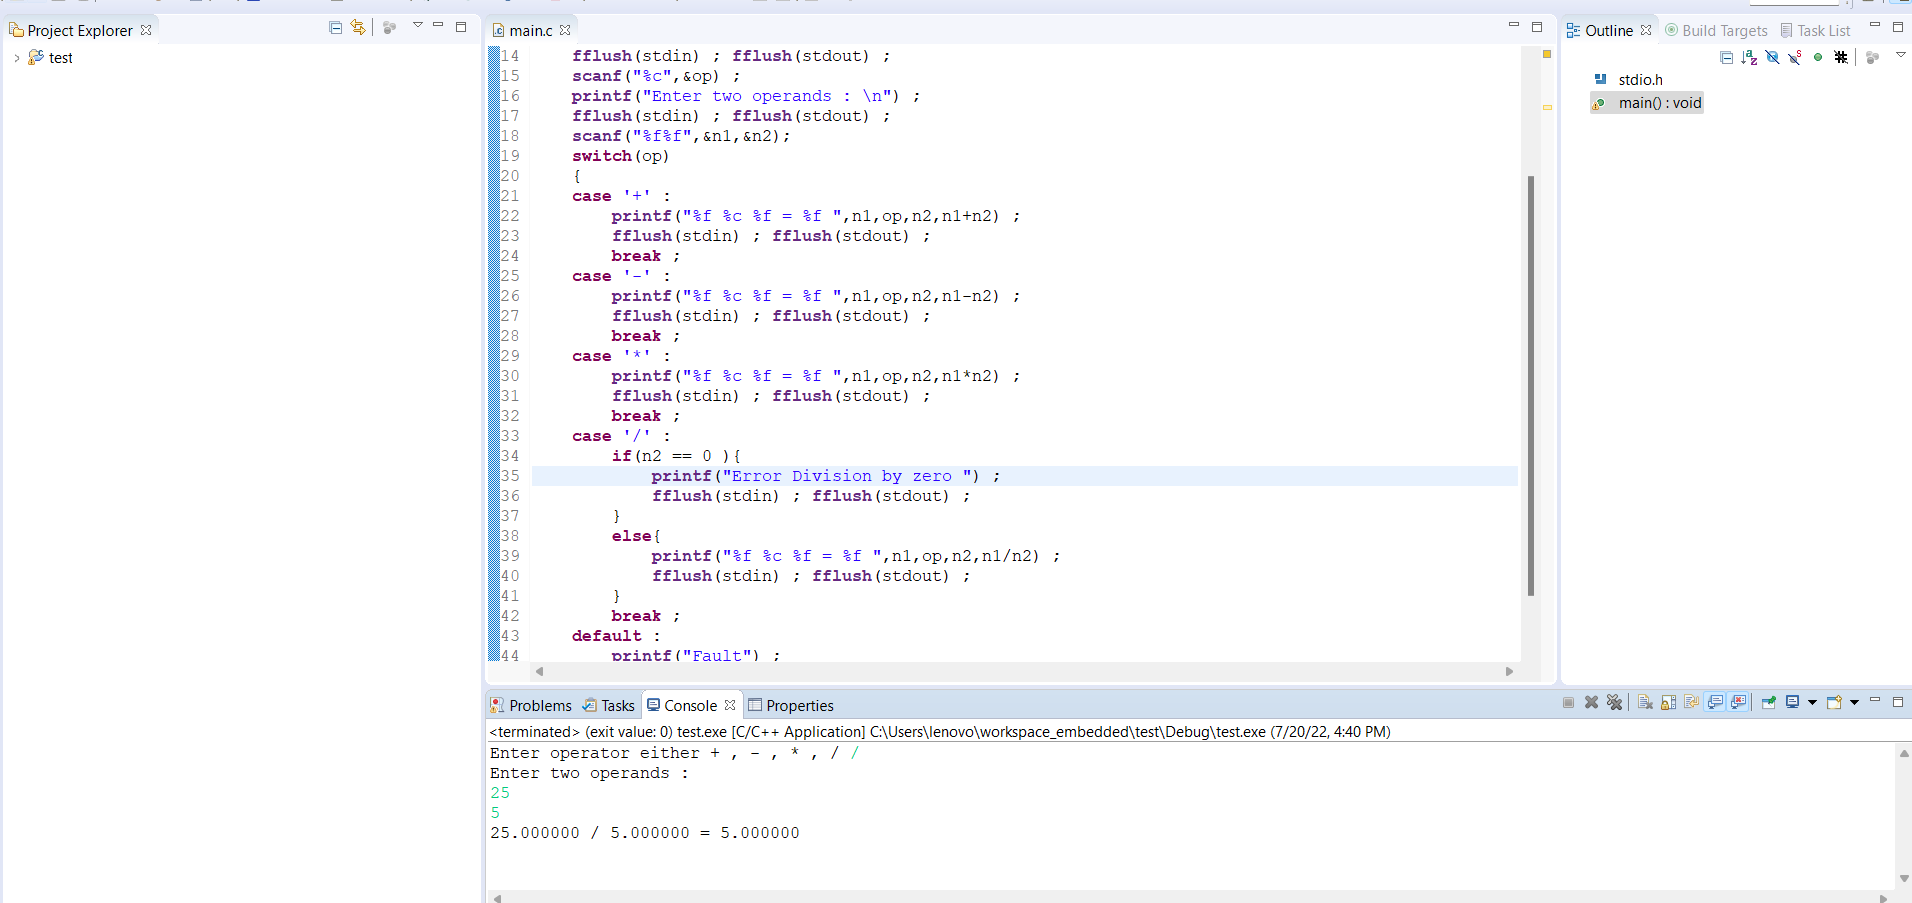 Project Explorer
test
main.c
14 fflush(stdin) ; fflush(stdout) ;
15 scanf("%c",&op) ;
16 printf("Enter two operands : \n") ;
17 fflush(stdin) ; fflush(stdout) ;
18 scanf("%f%f",&n1,&n2);
19 switch(op)
20 {
21 case '+' :
22 printf("%f %c %f = %f ",n1,op,n2,n1+n2) ;
23 fflush(stdin) ; fflush(stdout) ;
24 break ;
25 case '-' :
26 printf("%f %c %f = %f ",n1,op,n2,n1-n2) ;
27 fflush(stdin) ; fflush(stdout) ;
28 break ;
29 case '*' :
30 printf("%f %c %f = %f ",n1,op,n2,n1*n2) ;
31 fflush(stdin) ; fflush(stdout) ;
32 break ;
33 case '/' :
34 if(n2 == 0 ){
35 printf("Error Division by zero ") ;
36 fflush(stdin) ; fflush(stdout) ;
37 }
38 else{
39 printf("%f %c %f = %f ",n1,op,n2,n1/n2) ;
40 fflush(stdin) ; fflush(stdout) ;
41 }
42 break ;
43 default :
44 printf("Fault") ;
Outline Build Targets Task List
stdio.h
main() : void
Problems Tasks Console Properties
<terminated> (exit value: 0) test.exe [C/C++ Application] C:\Users\lenovo\workspace_embedded\test\Debug\test.exe (7/20/22, 4:40 PM)
Enter operator either + , - , * , / /
Enter two operands :
25
5
25.000000 / 5.000000 = 5.000000